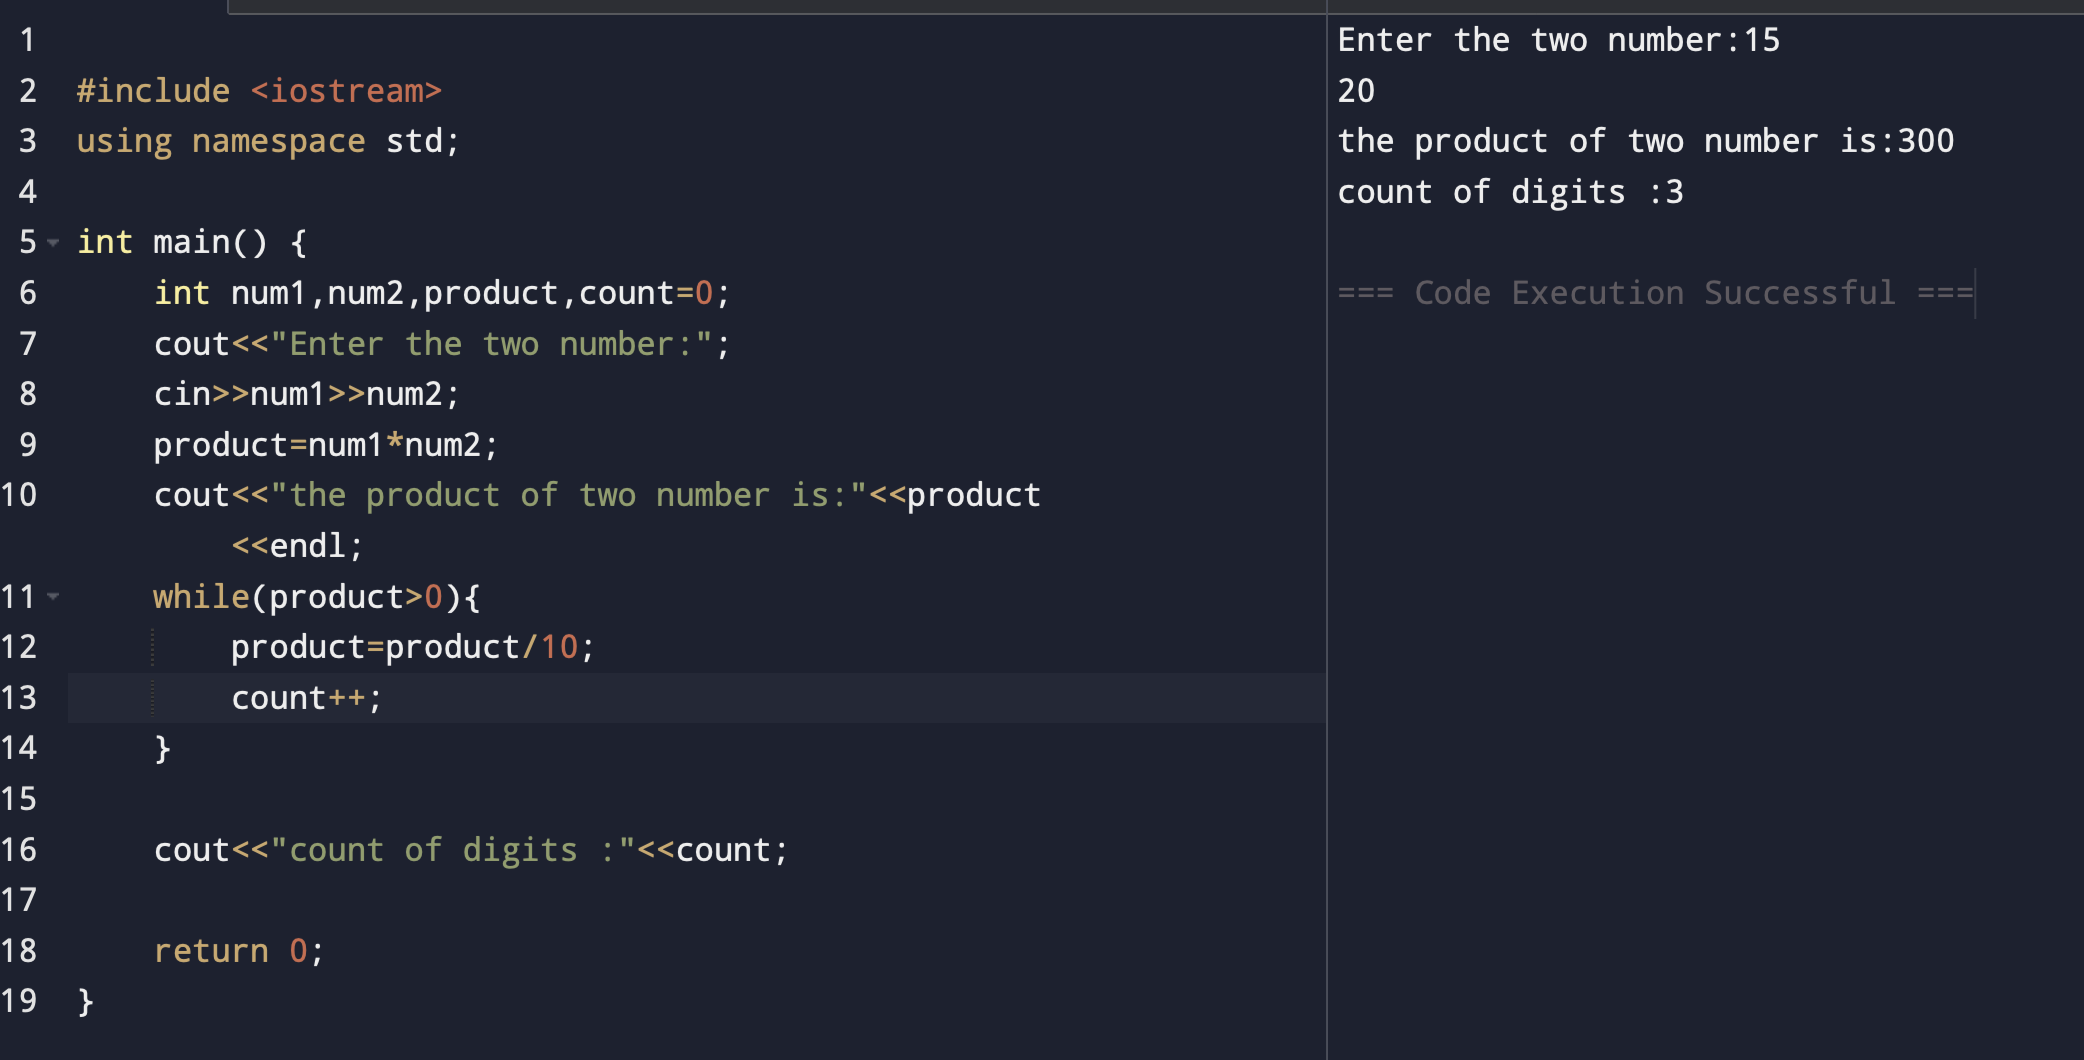 1
2 #include <iostream>
3 using namespace std;
4
5 int main() {
6 int num1,num2,product,count=0;
7 cout<<"Enter the two number:";
8 cin>>num1>>num2;
9 product=num1*num2;
10 cout<<"the product of two number is:"<<product
<<endl;
11 while(product>0){
12 product=product/10;
13 count++;
14 }
15
16 cout<<"count of digits :"<<count;
17
18 return 0;
19 }
Enter the two number:15
20
the product of two number is:300
count of digits :3
=== Code Execution Successful ===